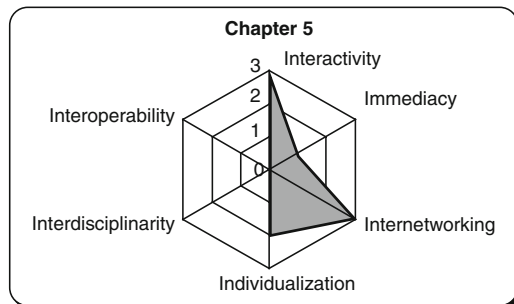 Chapter 5
Interactivity
3
Immediacy
2
Interoperability
1
0
Interdisciplinarity
Internetworking
Individualization